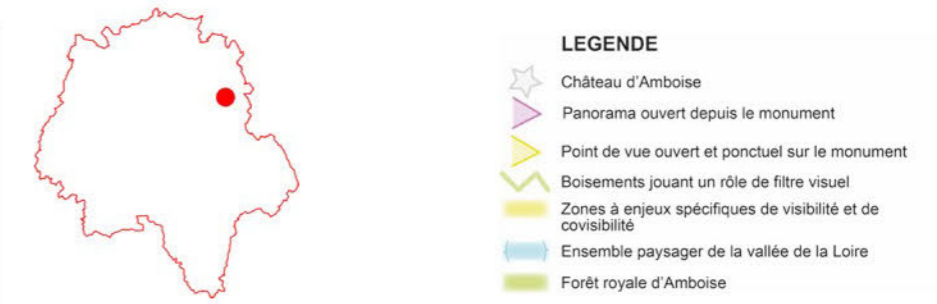 LEGENDE
Château d'Amboise
Panorama ouvert depuis le monument
Point de vue ouvert et ponctuel sur le monument
Boisements jouant un rôle de filtre visuel
Zones à enjeux spécifiques de visibilité et de
covisibilité
Ensemble paysager de la vallée de la Loire
Forêt royale d'Amboise